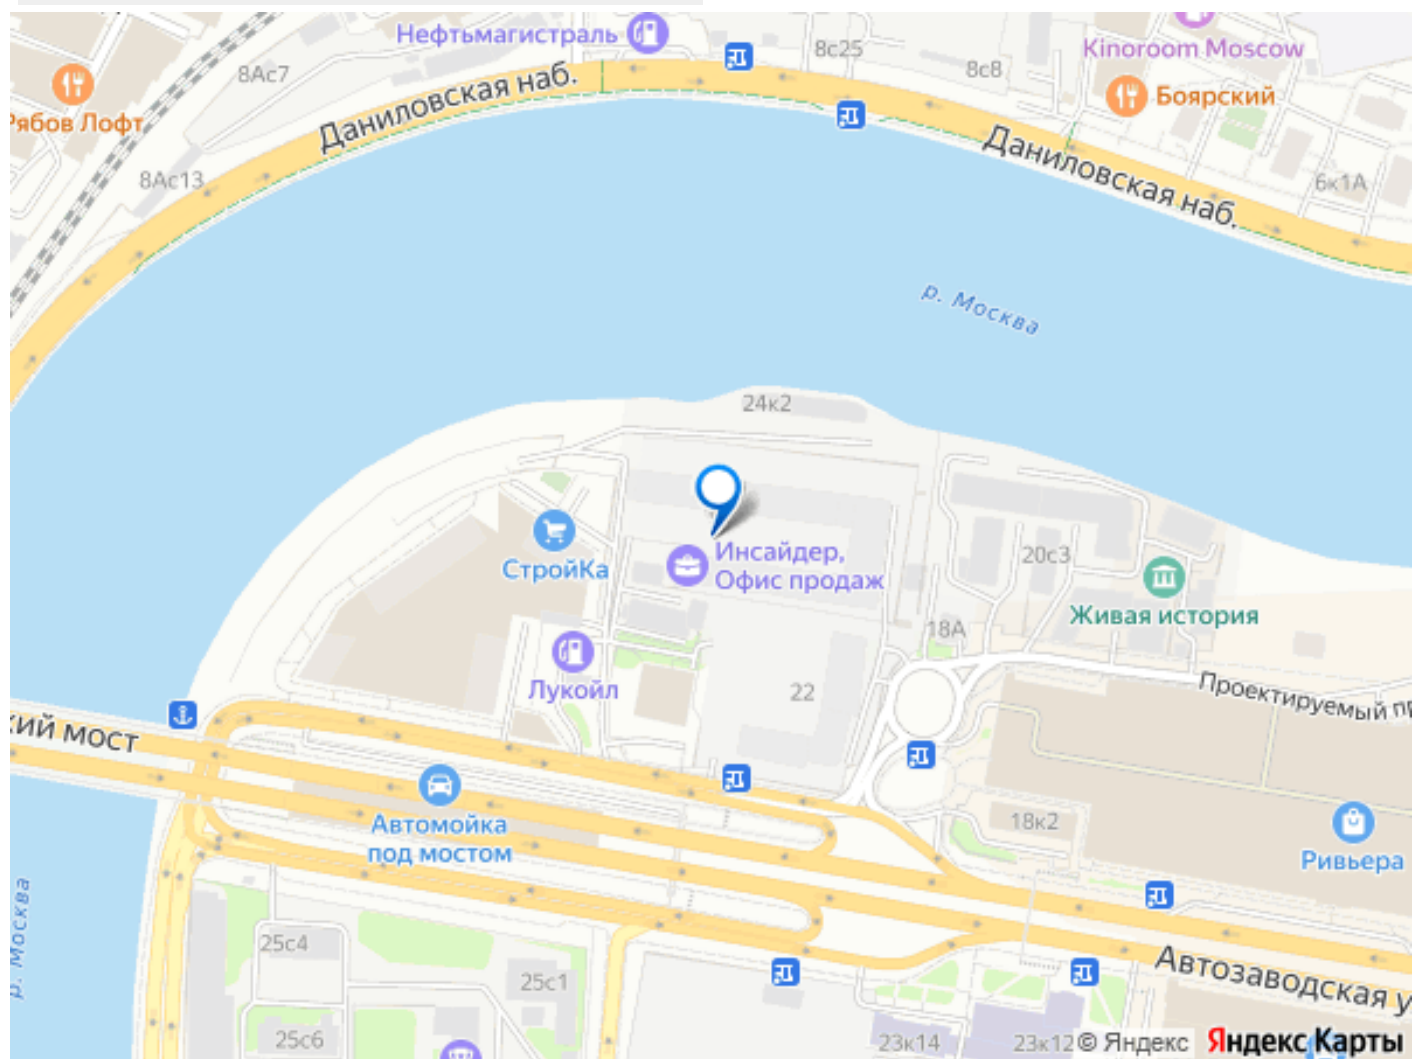 Нефтьмагистраль
8с25
Kinoroom Moscow
8Ас7
8с8
Боярский
Рябов Лофт
Даниловская наб.
Даниловская наб.
8Ас13
6к1А
р. Москва
24к2
СтройКа
Инсайдер,
Офис продаж
20с3
Живая история
18А
Лукойл
22
Проектируемый пр
кий мост
Автомойка
под мостом
18к2
Ривьера
р. Москва
25с4
25с1
Автозаводская у
25с6
23к14
23к12
© Яндекс Яндекс Карты